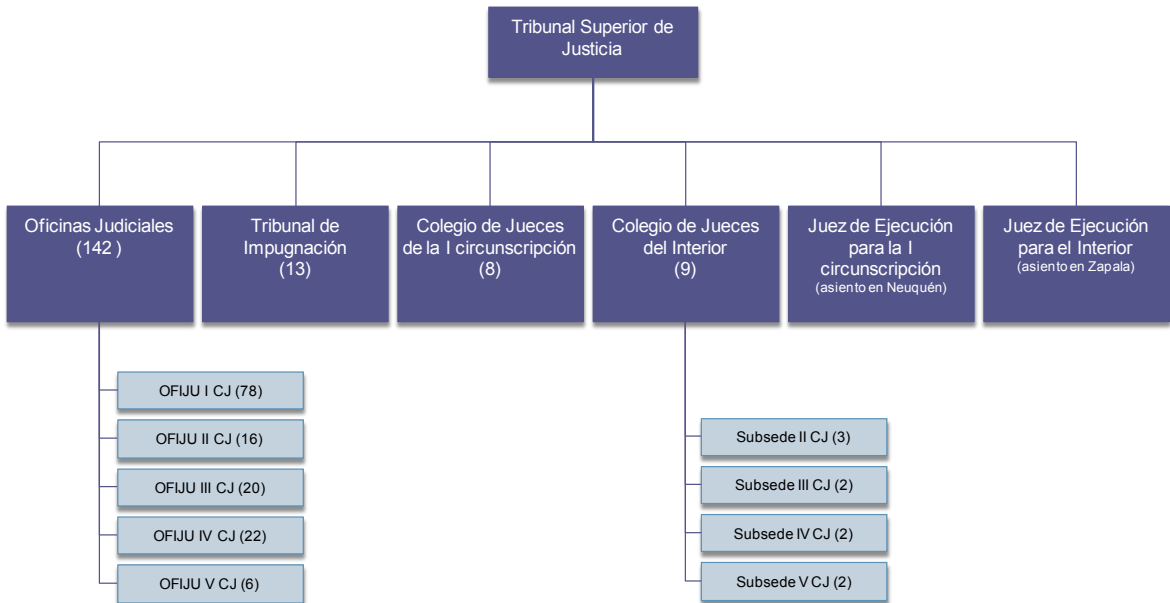 Tribunal Superior de
Justicia
Oficinas Judiciales
(142 )
Tribunal de
Impugnación
(13)
Colegio de Jueces
de la I circunscripción
(8)
Colegio de Jueces
del Interior
(9)
Juez de Ejecución
para la I
circunscripción
(asiento en Neuquén)
Juez de Ejecución
para el Interior
(asiento en Zapala)
OFIJU I CJ (78)
OFIJU II CJ (16)
OFIJU III CJ (20)
OFIJU IV CJ (22)
OFIJU V CJ (6)
Subsede II CJ (3)
Subsede III CJ (2)
Subsede IV CJ (2)
Subsede V CJ (2)